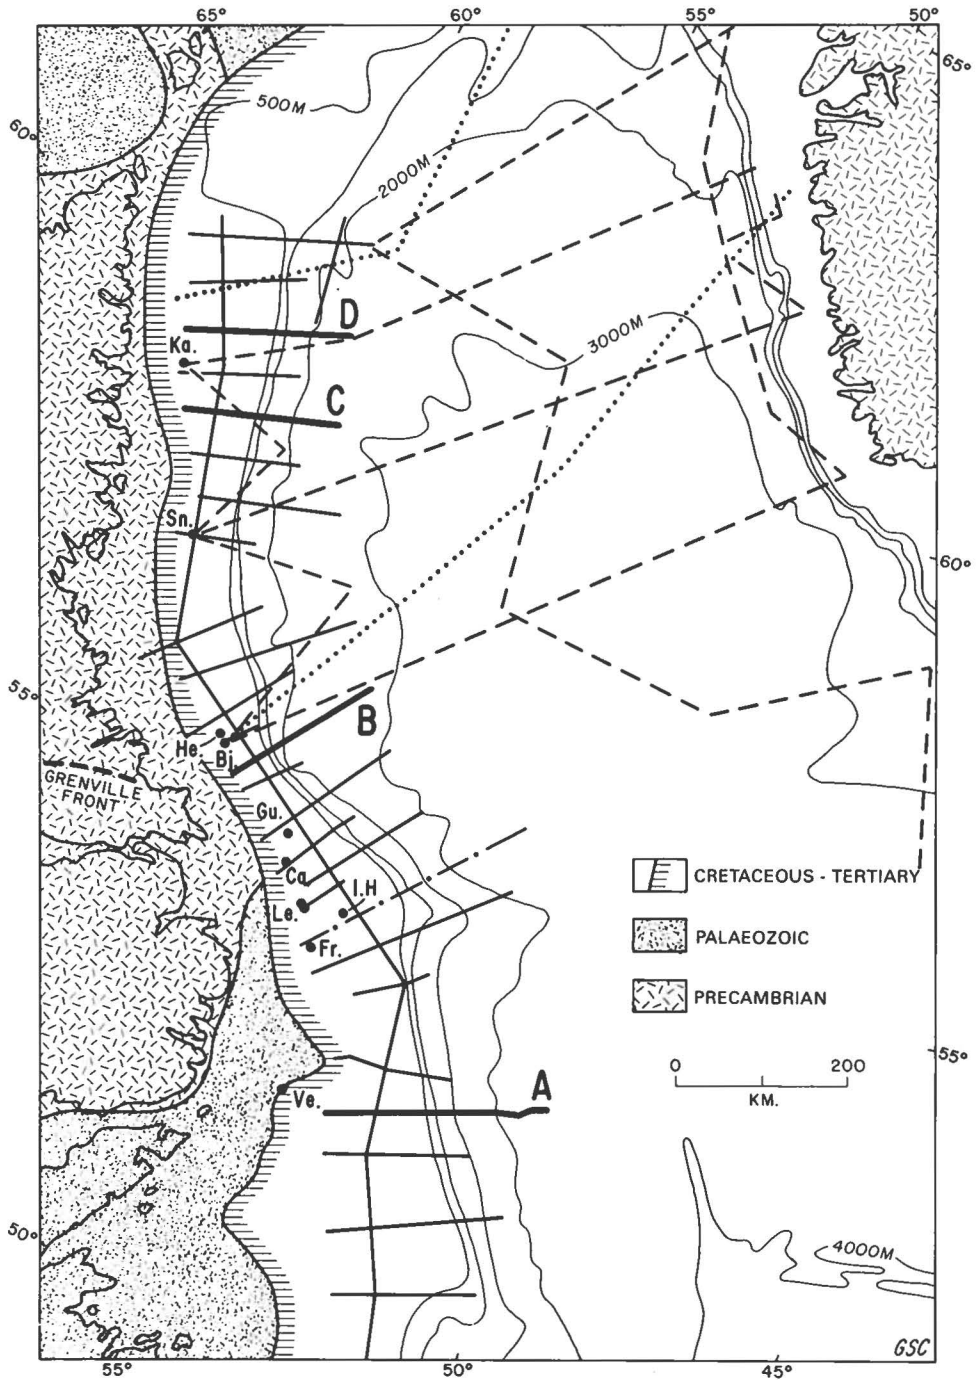 65°
60°
55°
50°
65°
60°
500M
2000M
D
3000M
Ka.
C
Sn.
60°
55°
B
He.
Bj.
GRENVILLE
FRONT
Gu.
Ca.
I.H
Le.
Fr.
CRETACEOUS - TERTIARY
PALAEOZOIC
PRECAMBRIAN
55°
0 200
KM.
A
Ve.
50°
4000M
GSC
55°
50°
45°